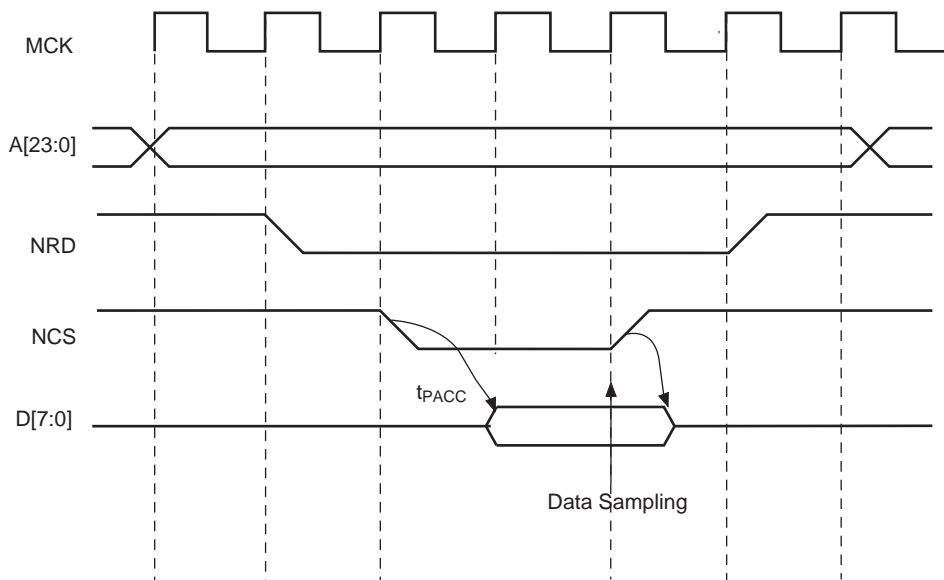 MCK
A[23:0]
NRD
NCS
tPACC
D[7:0]
Data Sampling